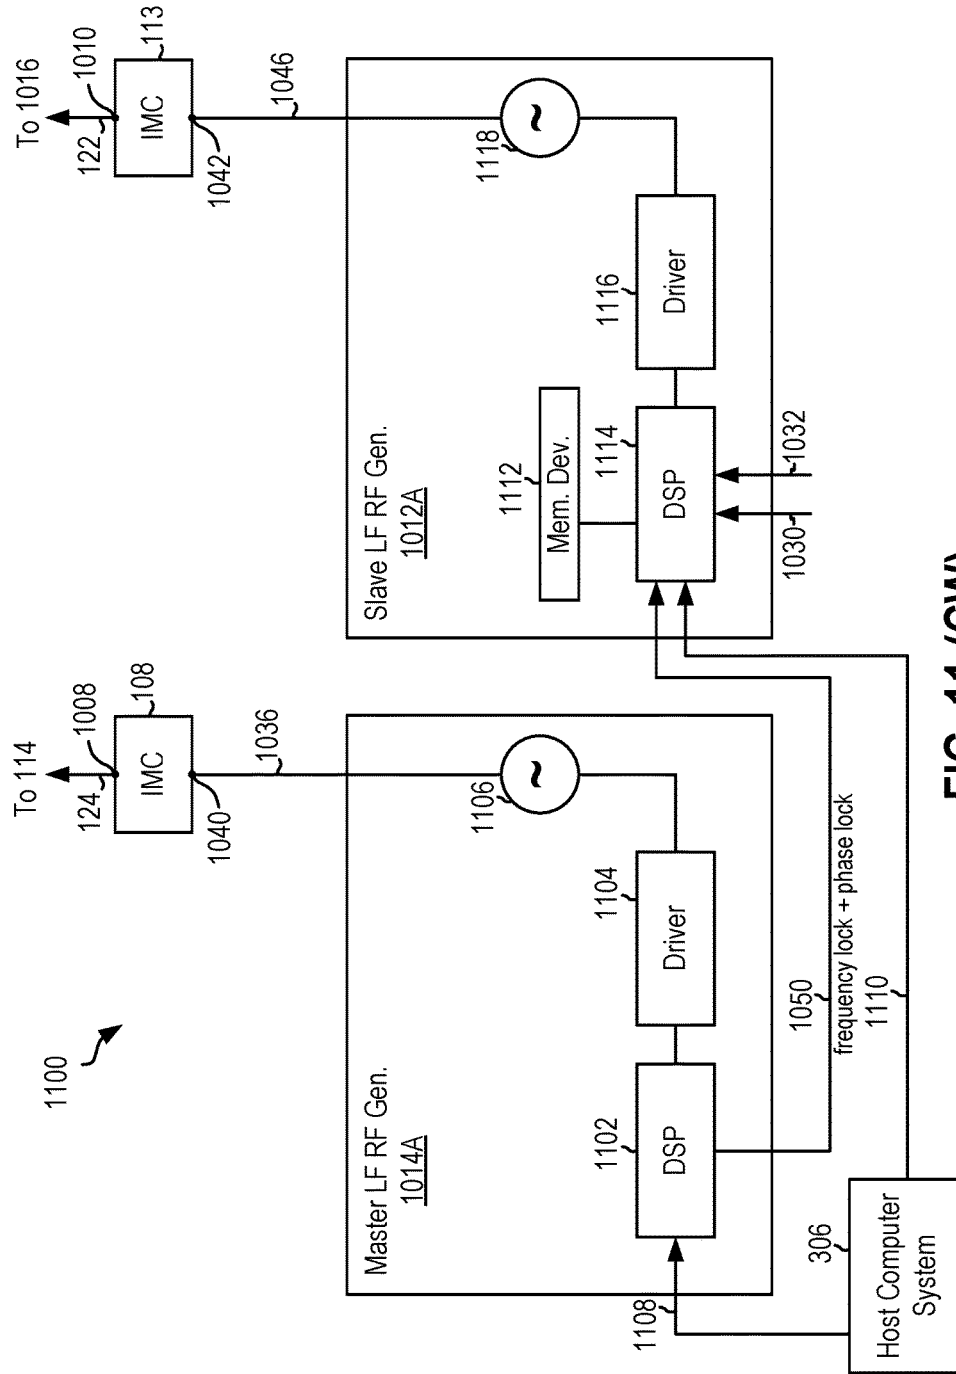 1100
To 114
124
1008
108
IMC
1040
1036
To 1016
122
1010
113
IMC
1042
1046
Master LF RF Gen.
1014A
1106
~
1104
Driver
1102
DSP
Slave LF RF Gen.
1012A
1118
~
1116
Driver
1112
Mem. Dev.
1114
DSP
1030
1032
1050
frequency lock + phase lock
1110
1108
306
Host Computer
System